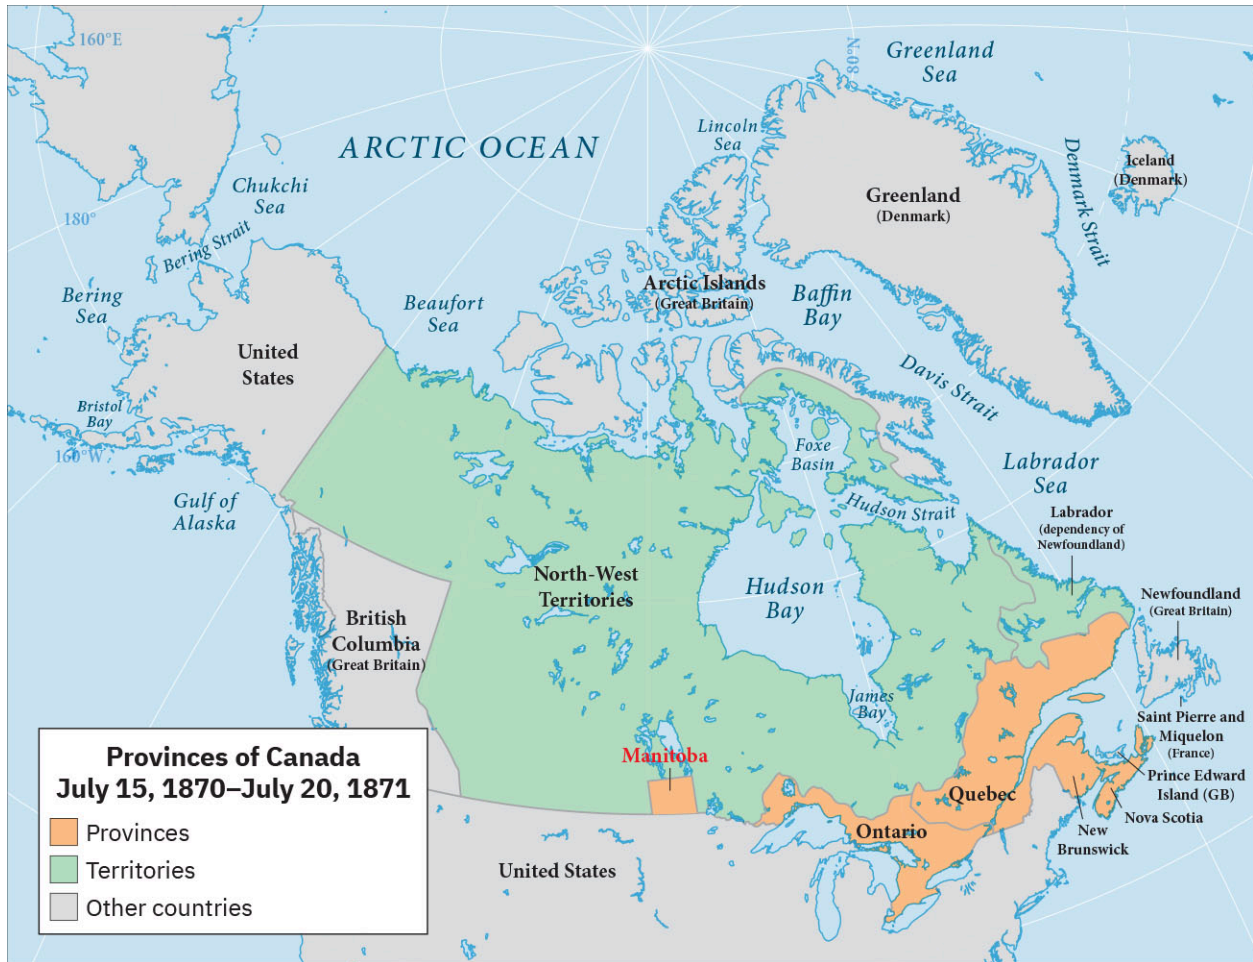 160°E
80°N
Greenland
Sea
Lincoln
Sea
ARCTIC OCEAN
Denmark Strait
Iceland
(Denmark)
Chukchi
Sea
Greenland
(Denmark)
180°
Bering Strait
Bering
Sea
Beaufort
Sea
Arctic Islands
(Great Britain)
Baffin
Bay
United
States
Davis Strait
Bristol
Bay
160°W
Foxe
Basin
Labrador
Sea
Gulf of
Alaska
Hudson Strait
Labrador
(dependency of
Newfoundland)
North-West
Territories
Hudson
Bay
Newfoundland
(Great Britain)
British
Columbia
(Great Britain)
James
Bay
Saint Pierre and
Miquelon
(France)
Manitoba
Prince Edward
Island (GB)
Quebec
Nova Scotia
Ontario
New
Brunswick
United States
Provinces of Canada
July 15, 1870–July 20, 1871
Provinces
Territories
Other countries